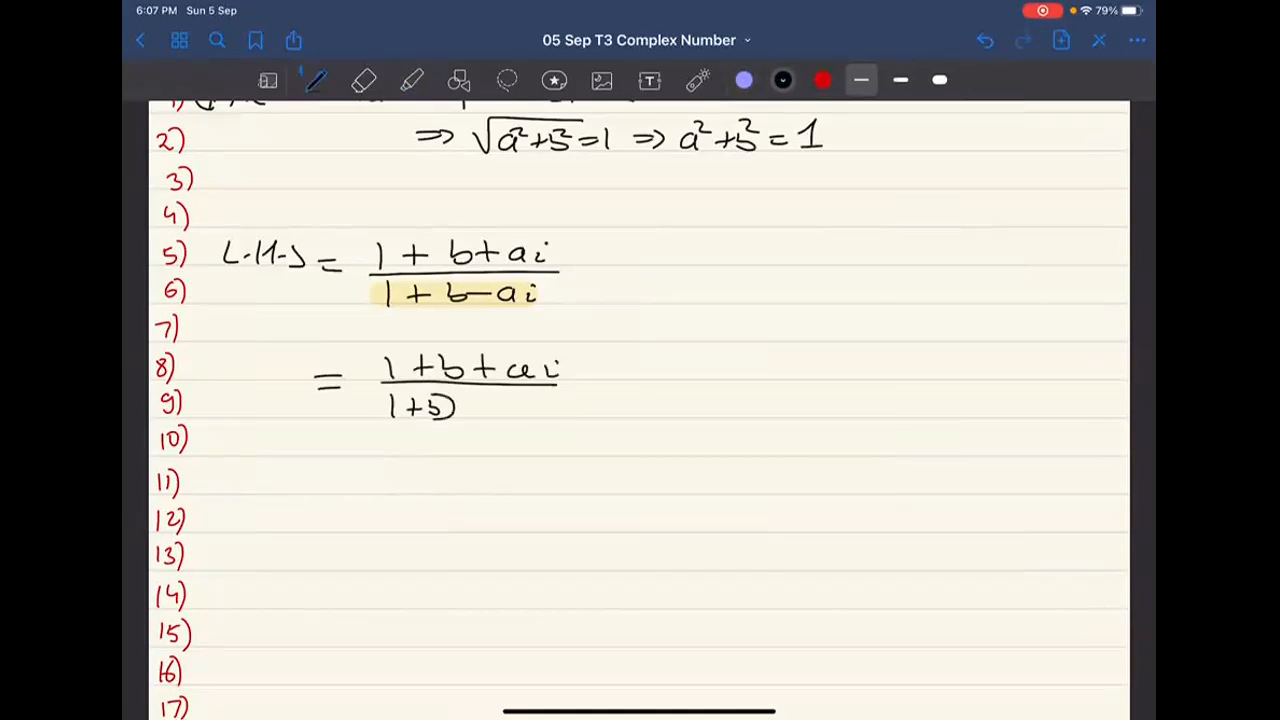 6:07 PM Sun 5 Sep 79%
05 Sep T3 Complex Number
1)
2) ⇒ √(a²+b²) = 1 ⇒ a²+b² = 1
3)
4)
5) L.H.S = 1 + b + ai
6) 1 + b - ai
7)
8) = 1 + b + ai
9) 1 + b
10)
11)
12)
13)
14)
15)
16)
17)